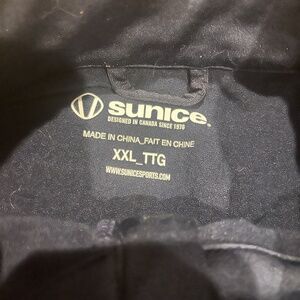 sunice
DESIGNED IN CANADA SINCE 1976
MADE IN CHINA_FAIT EN CHINE
XXL_TTG
WWW.SUNICESPORTS.COM